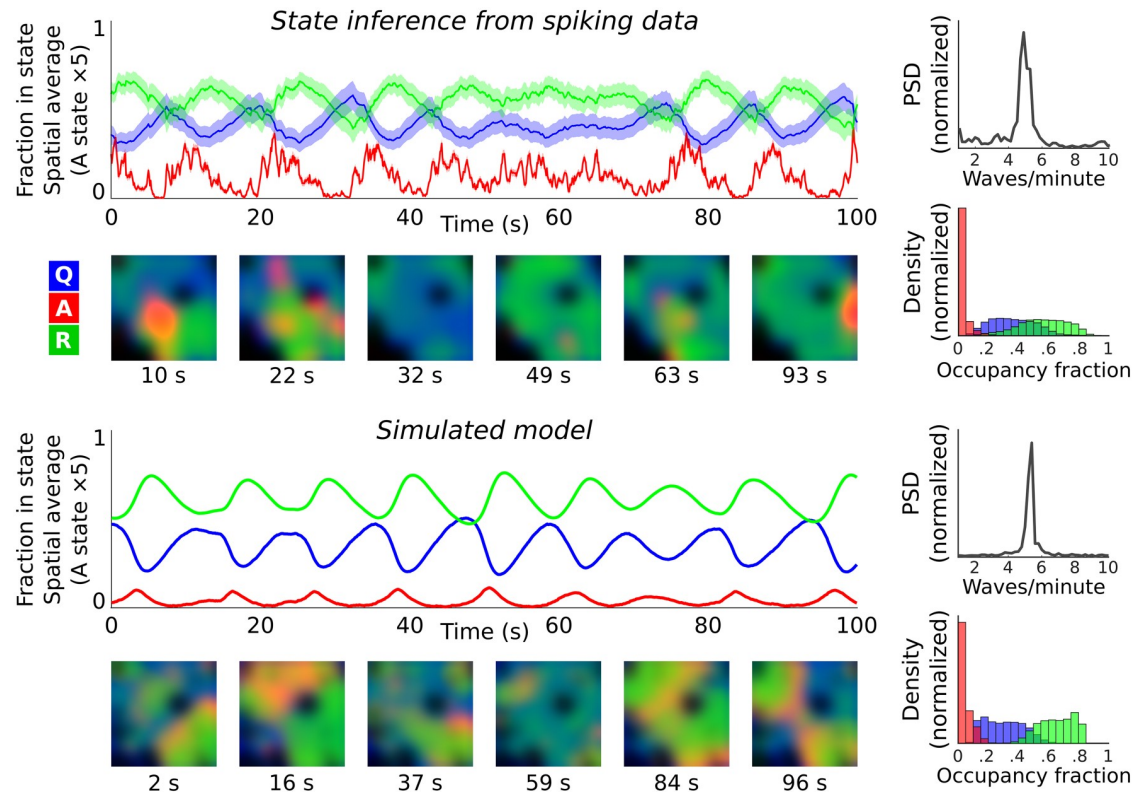 State inference from spiking data
Fraction in state
Spatial average
(A state ×5)
1
0
0 20 40 60 80 100
Time (s)
PSD
(normalized)
2 4 6 8 10
Waves/minute
Q
A
R
10 s 22 s 32 s 49 s 63 s 93 s
Density
(normalized)
0 .2 .4 .6 .8 1
Occupancy fraction
Simulated model
Fraction in state
Spatial average
(A state ×5)
1
0
0 20 40 60 80 100
Time (s)
PSD
(normalized)
2 4 6 8 10
Waves/minute
2 s 16 s 37 s 59 s 84 s 96 s
Density
(normalized)
0 .2 .4 .6 .8 1
Occupancy fraction